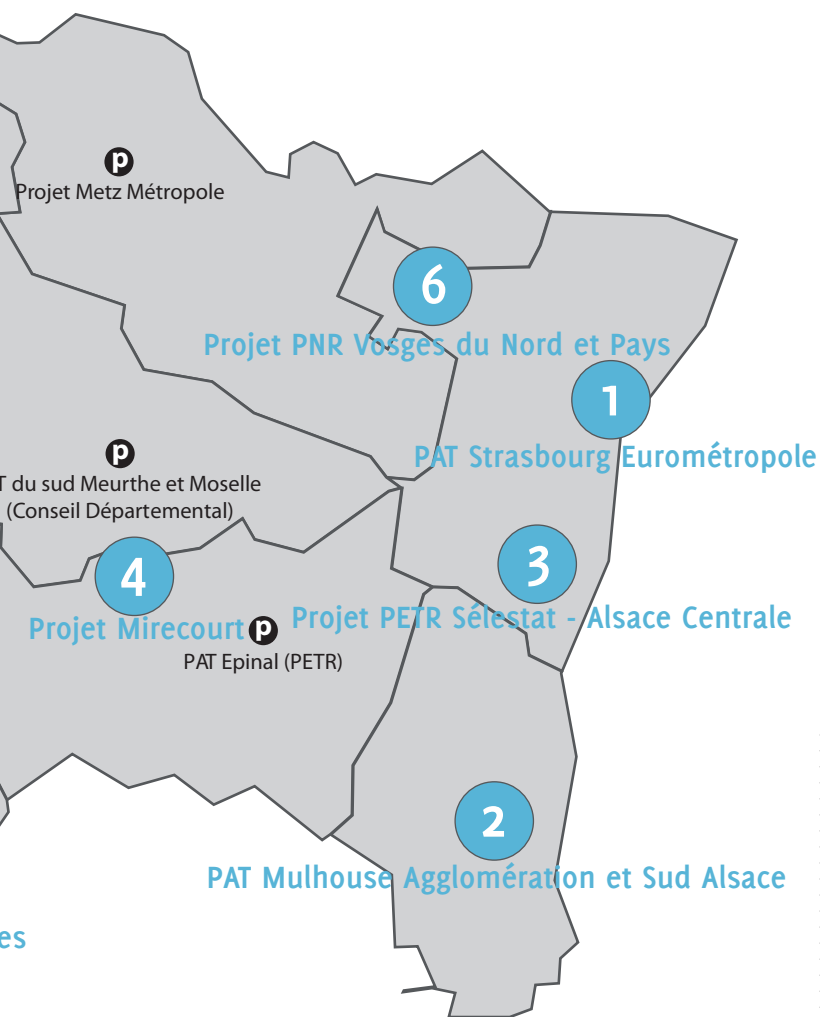 p
Projet Metz Métropole
6
Projet PNR Vosges du Nord et Pays
1
PAT Strasbourg Eurométropole
p
T du sud Meurthe et Moselle
(Conseil Départemental)
3
Projet PETR Sélestat - Alsace Centrale
4
Projet Mirecourt
p
PAT Epinal (PETR)
2
PAT Mulhouse Agglomération et Sud Alsace
es